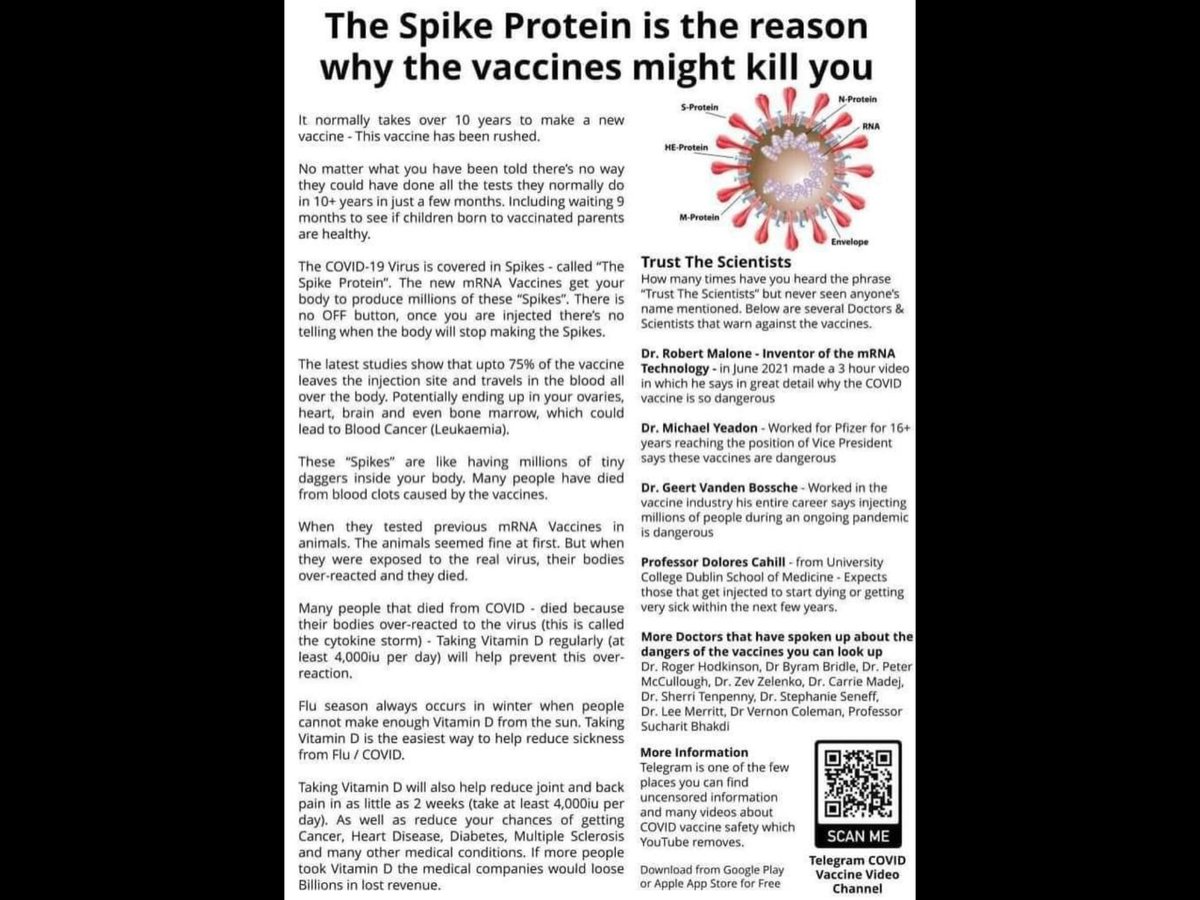 The Spike Protein is the reason
why the vaccines might kill you
It normally takes over 10 years to make a new
vaccine - This vaccine has been rushed.
No matter what you have been told there's no way
they could have done all the tests they normally do
in 10+ years in just a few months. Including waiting 9
months to see if children born to vaccinated parents
are healthy.
The COVID-19 Virus is covered in Spikes - called "The
Spike Protein". The new mRNA Vaccines get your
body to produce millions of these "Spikes". There is
no OFF button, once you are injected there's no
telling when the body will stop making the Spikes.
The latest studies show that upto 75% of the vaccine
leaves the injection site and travels in the blood all
over the body. Potentially ending up in your ovaries,
heart, brain and even bone marrow, which could
lead to Blood Cancer (Leukaemia).
These "Spikes" are like having millions of tiny
daggers inside your body. Many people have died
from blood clots caused by the vaccines.
When they tested previous mRNA Vaccines in
animals. The animals seemed fine at first. But when
they were exposed to the real virus, their bodies
over-reacted and they died.
Many people that died from COVID - died because
their bodies over-reacted to the virus (this is called
the cytokine storm) - Taking Vitamin D regularly (at
least 4,000iu per day) will help prevent this over-
reaction.
Flu season always occurs in winter when people
cannot make enough Vitamin D from the sun. Taking
Vitamin D is the easiest way to help reduce sickness
from Flu / COVID.
Taking Vitamin D will also help reduce joint and back
pain in as little as 2 weeks (take at least 4,000iu per
day). As well as reduce your chances of getting
Cancer, Heart Disease, Diabetes, Multiple Sclerosis
and many other medical conditions. If more people
took Vitamin D the medical companies would loose
Billions in lost revenue.
S-Protein
N-Protein
RNA
HE-Protein
M-Protein
Envelope
Trust The Scientists
How many times have you heard the phrase
"Trust The Scientists" but never seen anyone's
name mentioned. Below are several Doctors &
Scientists that warn against the vaccines.
Dr. Robert Malone - Inventor of the mRNA
Technology - in June 2021 made a 3 hour video
in which he says in great detail why the COVID
vaccine is so dangerous
Dr. Michael Yeadon - Worked for Pfizer for 16+
years reaching the position of Vice President
says these vaccines are dangerous
Dr. Geert Vanden Bossche - Worked in the
vaccine industry his entire career says injecting
millions of people during an ongoing pandemic
is dangerous
Professor Dolores Cahill - from University
College Dublin School of Medicine - Expects
those that get injected to start dying or getting
very sick within the next few years.
More Doctors that have spoken up about the
dangers of the vaccines you can look up
Dr. Roger Hodkinson, Dr Byram Bridle, Dr. Peter
McCullough, Dr. Zev Zelenko, Dr. Carrie Madej,
Dr. Sherri Tenpenny, Dr. Stephanie Seneff,
Dr. Lee Merritt, Dr Vernon Coleman, Professor
Sucharit Bhakdi
More Information
Telegram is one of the few
places you can find
uncensored information
and many videos about
COVID vaccine safety which
YouTube removes.
Download from Google Play
or Apple App Store for Free
SCAN ME
Telegram COVID
Vaccine Video
Channel